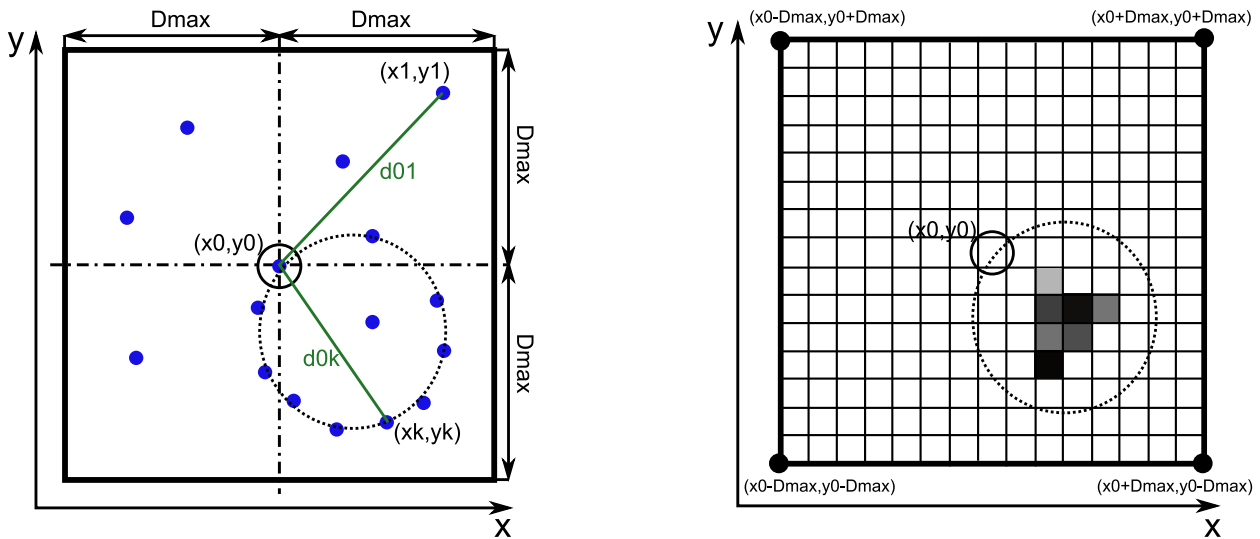 Dmax
Dmax
y
(x1,y1)
Dmax
d01
(x0,y0)
d0k
Dmax
(xk,yk)
x
(x0-Dmax,y0+Dmax)
(x0+Dmax,y0+Dmax)
y
(x0,y0)
(x0-Dmax,y0-Dmax)
(x0+Dmax,y0-Dmax)
x